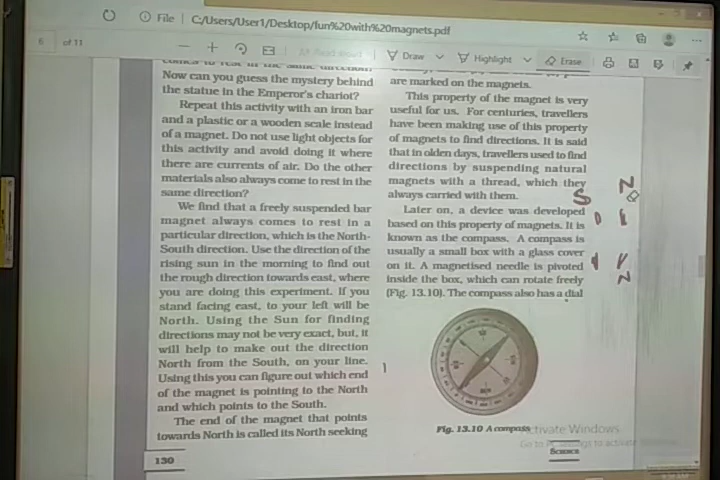 File
C:/Users/User1/Desktop/fun%20with%20magnets.pdf
6 of 11
Draw
Highlight
Erase
Now can you guess the mystery behind
the statue in the Emperor's chariot?
Repeat this activity with an iron bar
and a plastic or a wooden scale instead
of a magnet. Do not use light objects for
this activity and avoid doing it where
there are currents of air. Do the other
materials also always come to rest in the
same direction?
We find that a freely suspended bar
magnet always comes to rest in a
particular direction, which is the North-
South direction. Use the direction of the
rising sun in the morning to find out
the rough direction towards east, where
you are doing this experiment. If you
stand facing east, to your left will be
North. Using the Sun for finding
directions may not be very exact, but, it
will help to make out the direction
North from the South, on your line.
Using this you can figure out which end
of the magnet is pointing to the North
and which points to the South.
The end of the magnet that points
towards North is called its North seeking
130
are marked on the magnets.
This property of the magnet is very
useful for us. For centuries, travellers
have been making use of this property
of magnets to find directions. It is said
that in olden days, travellers used to find
directions by suspending natural
magnets with a thread, which they
always carried with them.
Later on, a device was developed
based on this property of magnets. It is
known as the compass. A compass is
usually a small box with a glass cover
on it. A magnetised needle is pivoted
inside the box, which can rotate freely
(Fig. 13.10). The compass also has a dial
S
N
N
Fig. 13.10 A compass
Activate Windows
Science